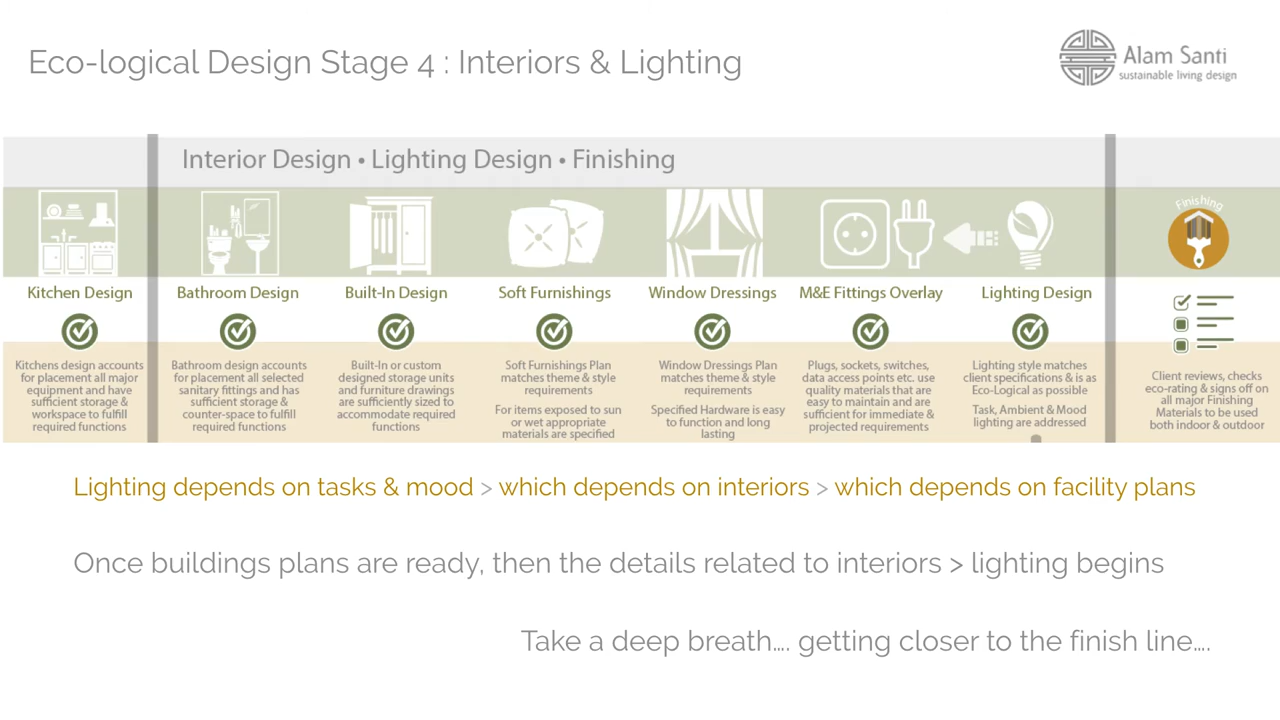 Eco-logical Design Stage 4 : Interiors & Lighting
Alam Santi
sustainable living design
Interior Design • Lighting Design • Finishing
Finishing
Kitchen Design
Bathroom Design
Built-In Design
Soft Furnishings
Window Dressings
M&E Fittings Overlay
Lighting Design
Kitchens design accounts
for placement all major
equipment and have
sufficient storage &
workspace to fulfill
required functions
Bathroom design accounts
for placement all selected
sanitary fittings and has
sufficient storage &
counter-space to fulfill
required functions
Built-In or custom
designed storage units
and furniture drawings
are sufficiently sized to
accommodate required
functions
Soft Furnishings Plan
matches theme & style
requirements
For items exposed to sun
or wet appropriate
materials are specified
Window Dressings Plan
matches theme & style
requirements
Specified Hardware is easy
to function and long
lasting
Plugs, sockets, switches,
data access points etc. use
quality materials that are
easy to maintain and are
sufficient for immediate &
projected requirements
Lighting style matches
client specifications & is as
Eco-Logical as possible
Task, Ambient & Mood
lighting are addressed
Client reviews, checks
eco-rating & signs off on
all major Finishing
Materials to be used
both indoor & outdoor
Lighting depends on tasks & mood > which depends on interiors > which depends on facility plans
Once buildings plans are ready, then the details related to interiors > lighting begins
Take a deep breath…. getting closer to the finish line….